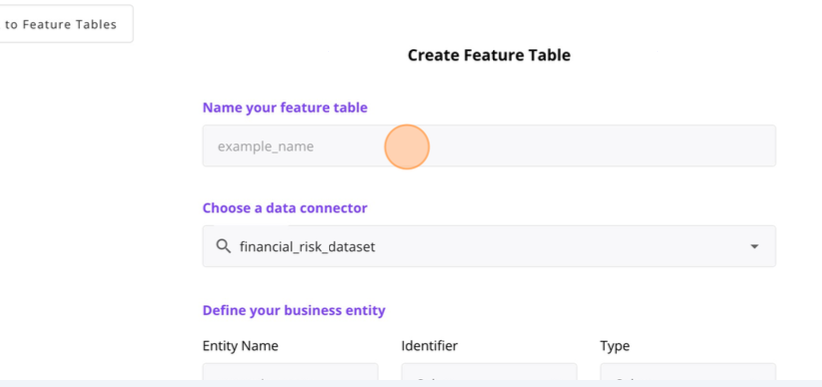 to Feature Tables
Create Feature Table
Name your feature table
example_name
Choose a data connector
financial_risk_dataset
Define your business entity
Entity Name Identifier Type